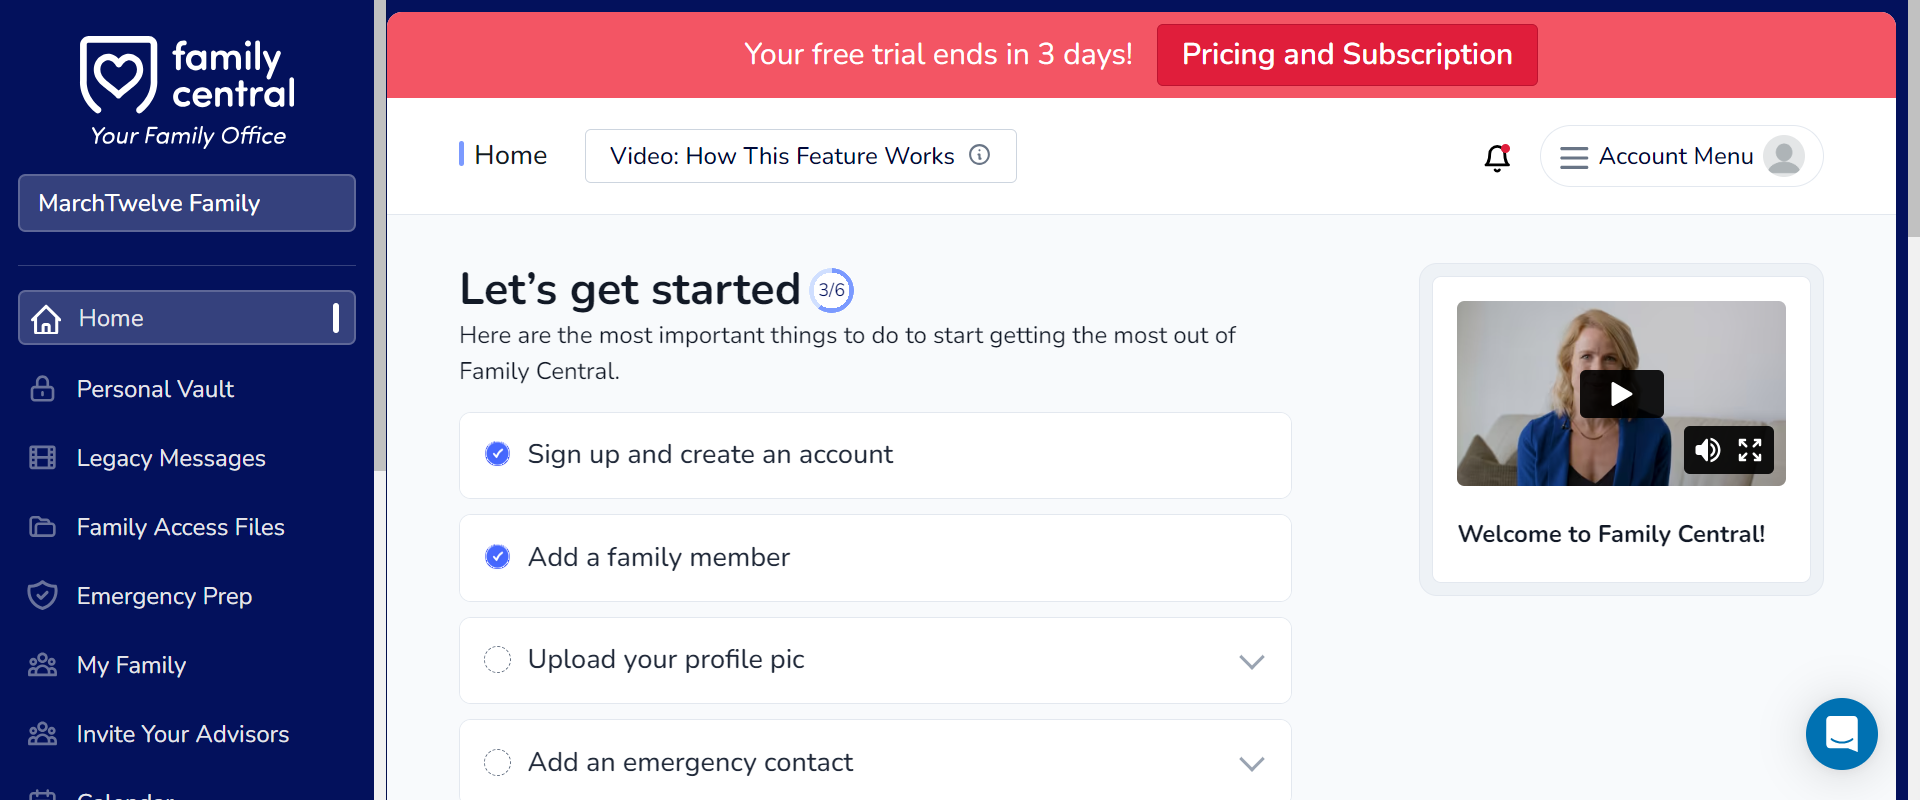 family
central
Your Family Office
MarchTwelve Family
Home
Personal Vault
Legacy Messages
Family Access Files
Emergency Prep
My Family
Invite Your Advisors
Calendar
Your free trial ends in 3 days!
Pricing and Subscription
Home
Video: How This Feature Works
Account Menu
Let’s get started
3/6
Here are the most important things to do to start getting the most out of
Family Central.
Sign up and create an account
Add a family member
Upload your profile pic
Add an emergency contact
Welcome to Family Central!